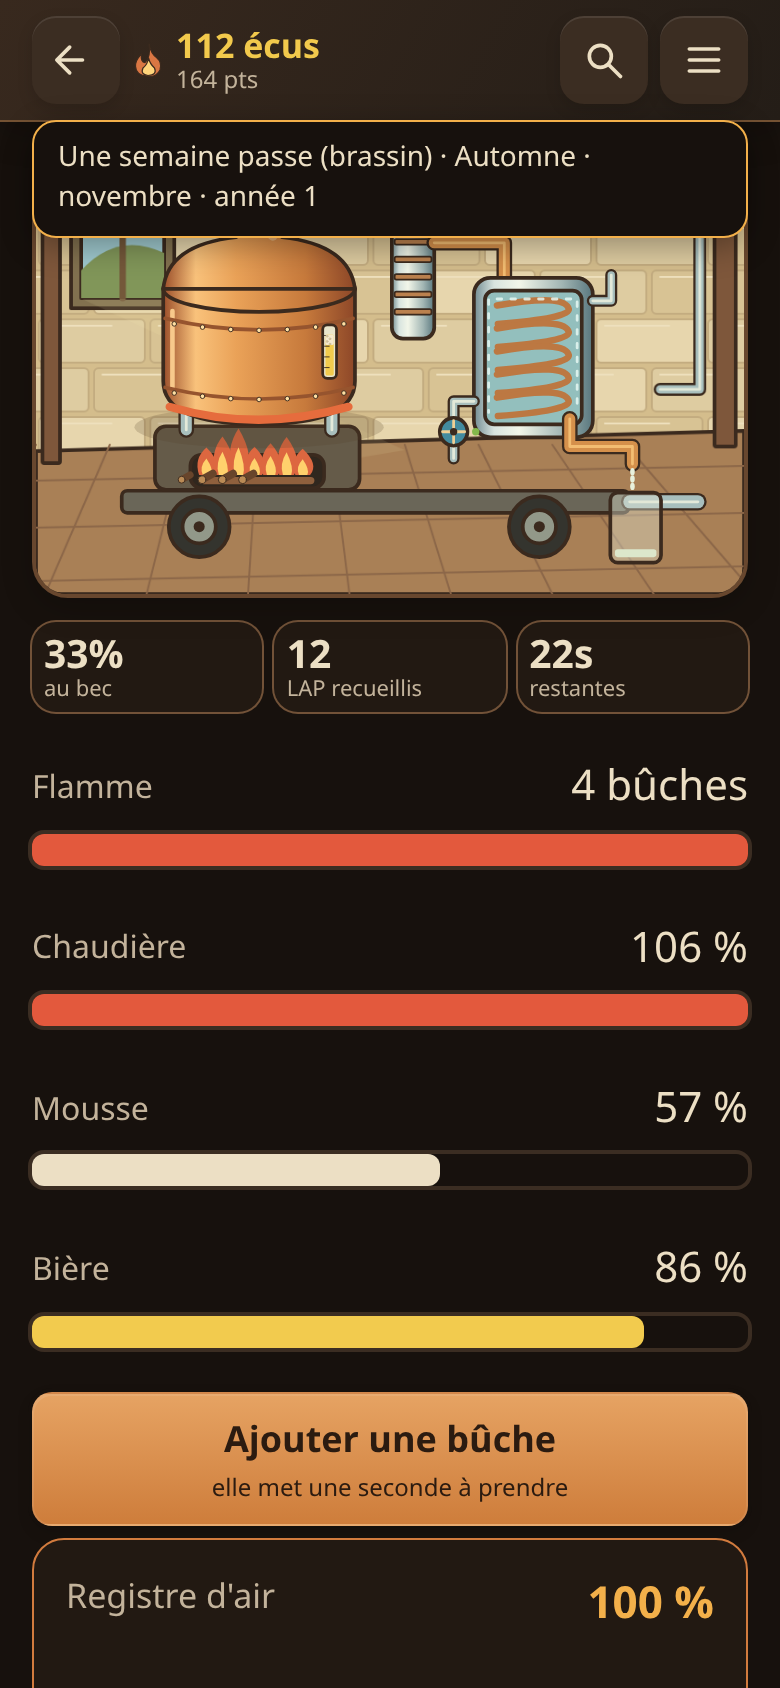 112 écus
164 pts
Une semaine passe (brassin) · Automne ·
novembre · année 1
33%
au bec
12
LAP recueillis
22s
restantes
Flamme
4 bûches
Chaudière
106 %
Mousse
57 %
Bière
86 %
Ajouter une bûche
elle met une seconde à prendre
Registre d'air
100 %